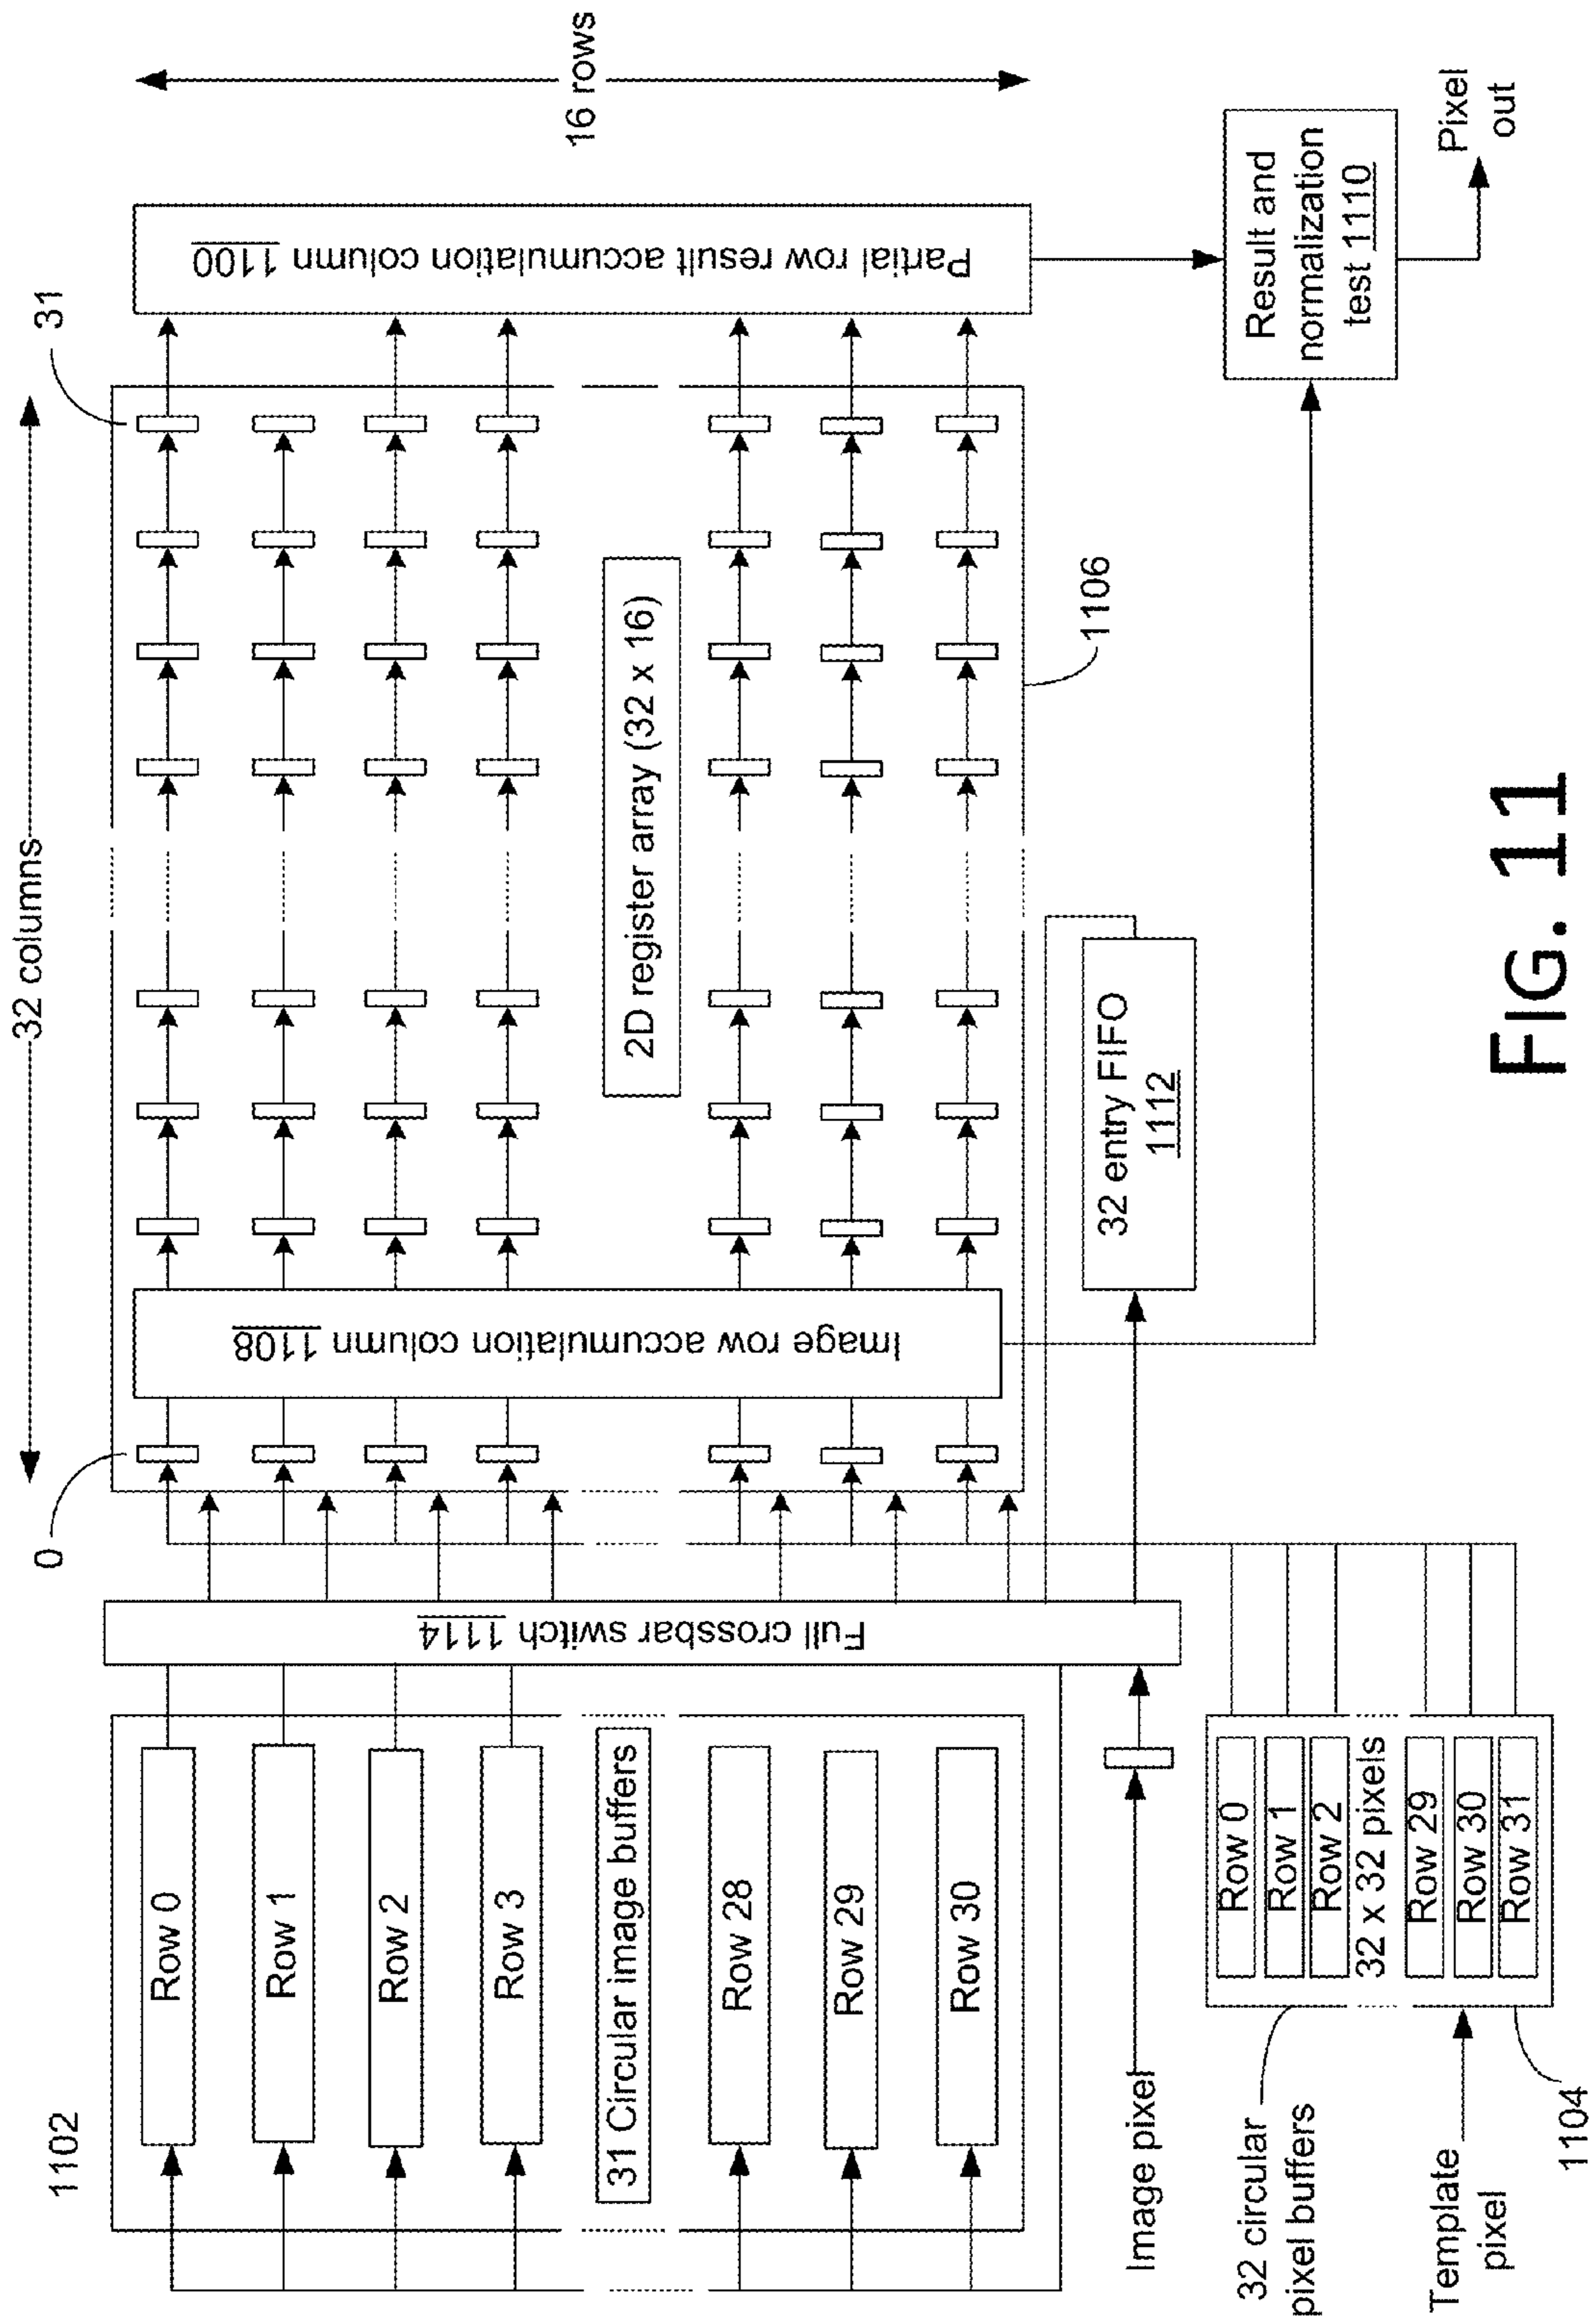 32 columns
0
31
16 rows
1102
Row 0
Row 1
Row 2
Row 3
31 Circular image buffers
Row 28
Row 29
Row 30
Full crossbar switch 1114
Image row accumulation column 1108
2D register array (32 x 16)
Partial row result accumulation column 1100
1106
Image pixel
32 entry FIFO
1112
Result and
normalization
test 1110
Pixel
out
32 circular
pixel buffers
Row 0
Row 1
Row 2
32 x 32 pixels
Row 29
Row 30
Row 31
Template
pixel
1104
FIG. 11